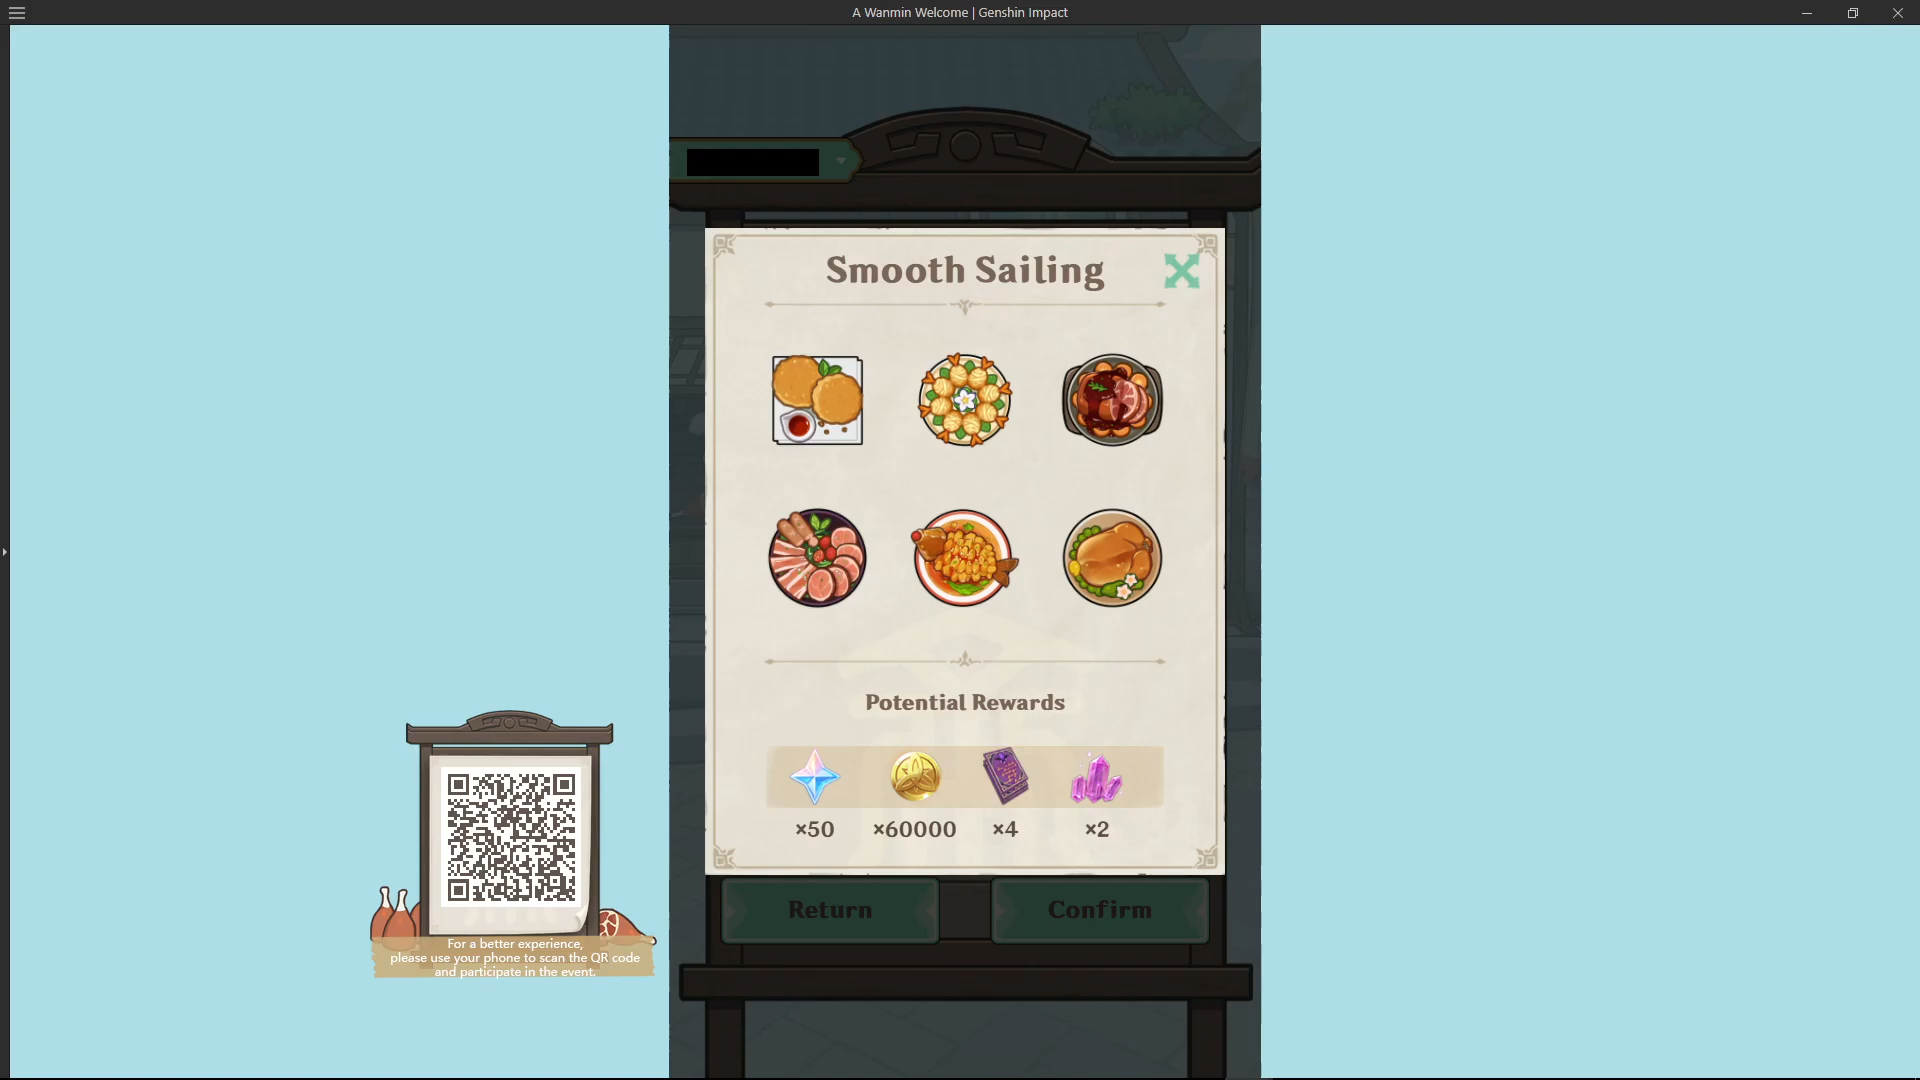 A Wanmin Welcome | Genshin Impact
Smooth Sailing
Potential Rewards
×50 ×60000 ×4 ×2
Return Confirm
For a better experience,
please use your phone to scan the QR code
and participate in the event.